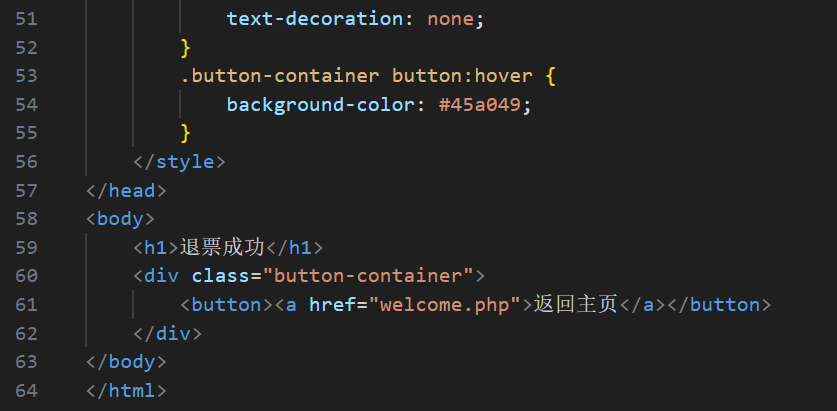 51 text-decoration: none;
52 }
53 .button-container button:hover {
54 background-color: #45a049;
55 }
56 </style>
57 </head>
58 <body>
59 <h1>退票成功</h1>
60 <div class="button-container">
61 <button><a href="welcome.php">返回主页</a></button>
62 </div>
63 </body>
64 </html>